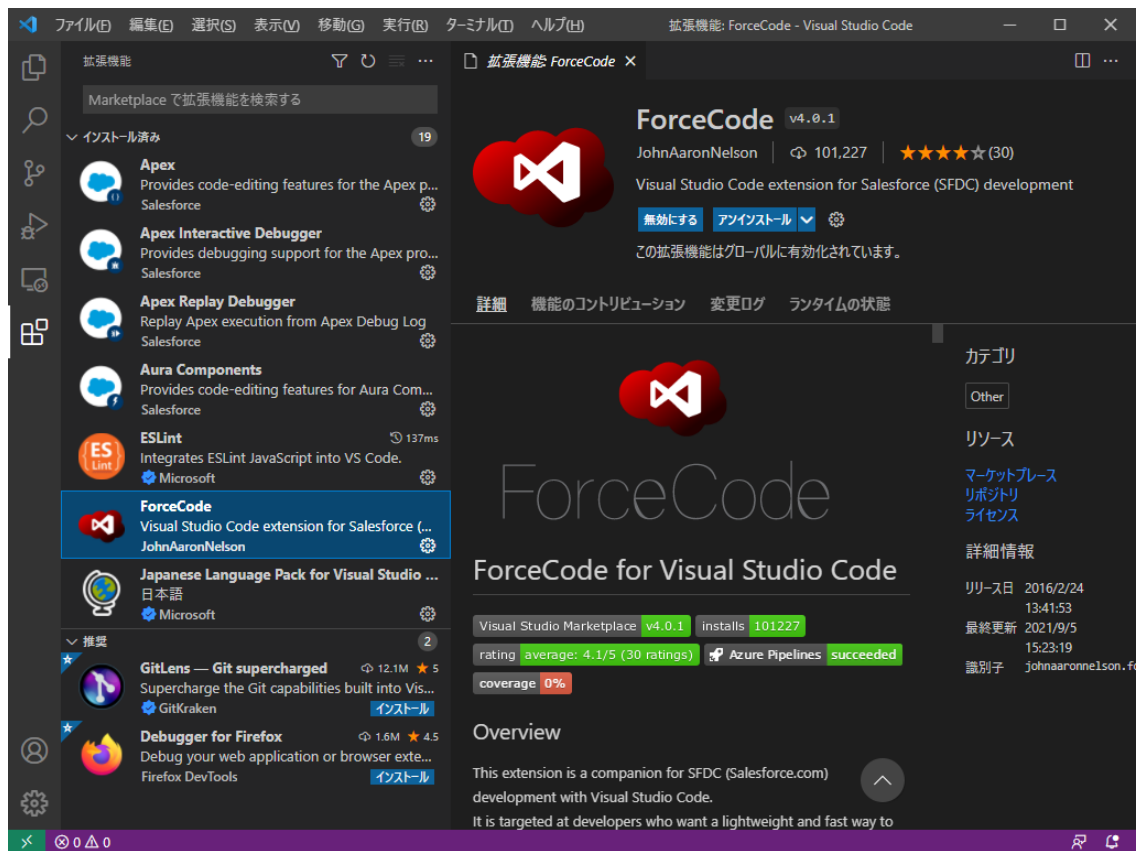 ファイル(F) 編集(E) 選択(S) 表示(V) 移動(G) 実行(R) ターミナル(T) ヘルプ(H) 拡張機能: ForceCode - Visual Studio Code
拡張機能
Marketplace で拡張機能を検索する
インストール済み 19
Apex
Provides code-editing features for the Apex p...
Salesforce
Apex Interactive Debugger
Provides debugging support for the Apex pro...
Salesforce
Apex Replay Debugger
Replay Apex execution from Apex Debug Log
Salesforce
Aura Components
Provides code-editing features for Aura Com...
Salesforce
ES
Lint
ESLint 137ms
Integrates ESLint JavaScript into VS Code.
Microsoft
ForceCode
Visual Studio Code extension for Salesforce (...
JohnAaronNelson
Japanese Language Pack for Visual Studio ...
日本語
Microsoft
推奨 2
GitLens — Git supercharged 12.1M ★ 5
Supercharge the Git capabilities built into Vis...
GitKraken インストール
Debugger for Firefox 1.6M ★ 4.5
Debug your web application or browser exte...
Firefox DevTools インストール
拡張機能: ForceCode
ForceCode v4.0.1
JohnAaronNelson 101,227 ★★★★☆(30)
Visual Studio Code extension for Salesforce (SFDC) development
無効にする アンインストール
この拡張機能はグローバルに有効化されています。
詳細 機能のコントリビューション 変更ログ ランタイムの状態
ForceCode
ForceCode for Visual Studio Code
Visual Studio Marketplace v4.0.1 installs 101227
rating average: 4.1/5 (30 ratings) Azure Pipelines succeeded
coverage 0%
Overview
This extension is a companion for SFDC (Salesforce.com)
development with Visual Studio Code.
It is targeted at developers who want a lightweight and fast way to
カテゴリ
Other
リソース
マーケットプレース
リポジトリ
ライセンス
詳細情報
リリース日 2016/2/24
13:41:53
最終更新 2021/9/5
15:23:19
識別子 johnaaronnelson.fo
0 0